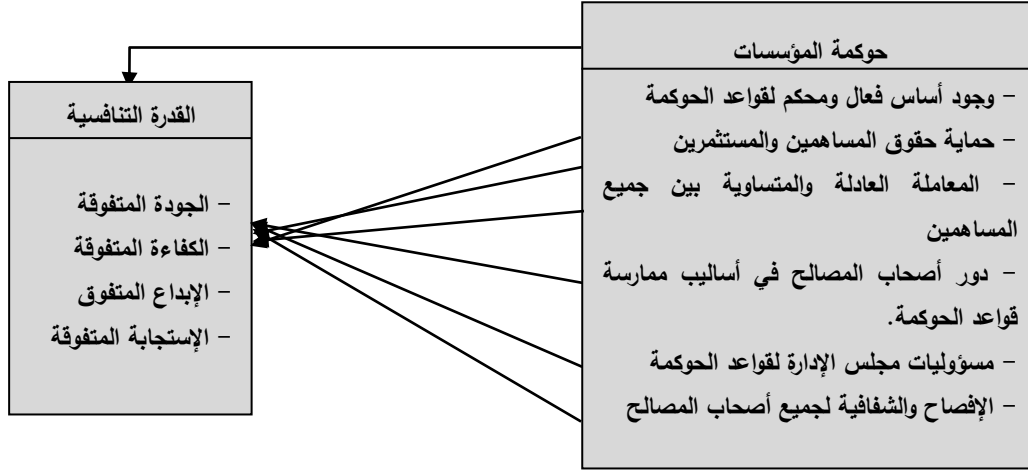 حوكمة المؤسسات
– وجود أساس فعال ومحكم لقواعد الحوكمة
– حماية حقوق المساهمين والمستثمرين
– المعاملة العادلة والمتساوية بين جميع
المساهمين
– دور أصحاب المصالح في أساليب ممارسة
قواعد الحوكمة.
– مسؤوليات مجلس الإدارة لقواعد الحوكمة
– الإفصاح والشفافية لجميع أصحاب المصالح
القدرة التنافسية
– الجودة المتفوقة
– الكفاءة المتفوقة
– الإبداع المتفوق
– الإستجابة المتفوقة